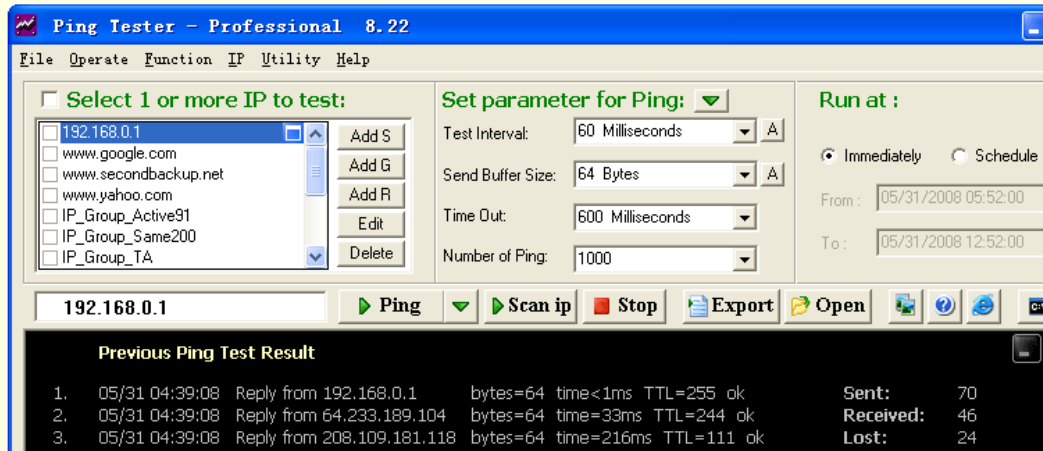 Ping Tester - Professional 8.22
File Operate Function IP Utility Help
Select 1 or more IP to test:
192.168.0.1
www.google.com
www.secondbackup.net
www.yahoo.com
IP_Group_Active91
IP_Group_Same200
IP_Group_TA
Add S
Add G
Add R
Edit
Delete
Set parameter for Ping:
Test Interval: 60 Milliseconds A
Send Buffer Size: 64 Bytes A
Time Out: 600 Milliseconds
Number of Ping: 1000
Run at :
Immediately Schedule
From : 05/31/2008 05:52:00
To : 05/31/2008 12:52:00
192.168.0.1 Ping Scan ip Stop Export Open
Previous Ping Test Result
1. 05/31 04:39:08 Reply from 192.168.0.1 bytes=64 time<1ms TTL=255 ok Sent: 70
2. 05/31 04:39:08 Reply from 64.233.189.104 bytes=64 time=33ms TTL=244 ok Received: 46
3. 05/31 04:39:08 Reply from 208.109.181.118 bytes=64 time=216ms TTL=111 ok Lost: 24